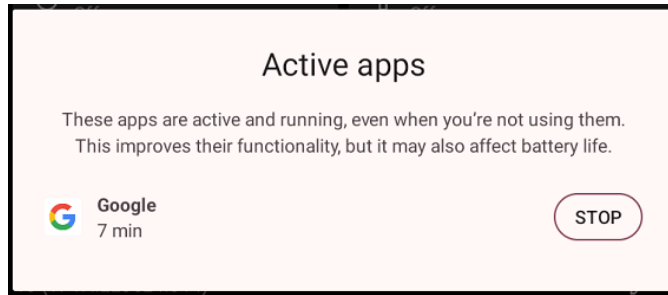 Active apps
These apps are active and running, even when you're not using them.
This improves their functionality, but it may also affect battery life.
Google
7 min
STOP